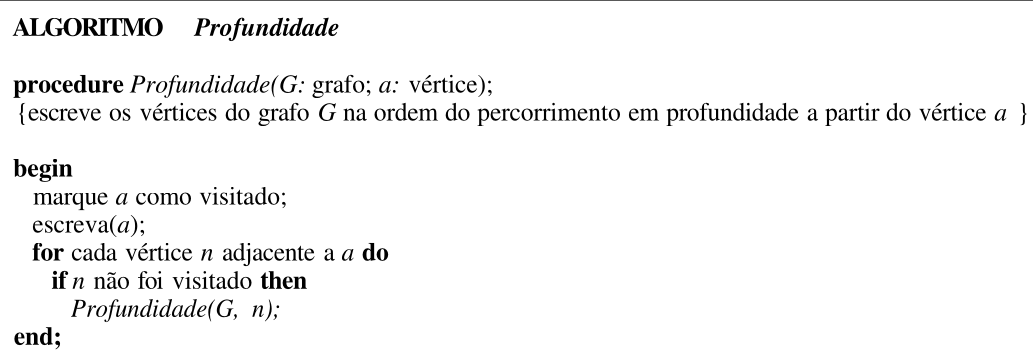 ALGORITMO Profundidade
procedure Profundidade(G: grafo; a: vértice);
{escreve os vértices do grafo G na ordem do percorrimento em profundidade a partir do vértice a }
begin
marque a como visitado;
escreva(a);
for cada vértice n adjacente a a do
if n não foi visitado then
Profundidade(G, n);
end;